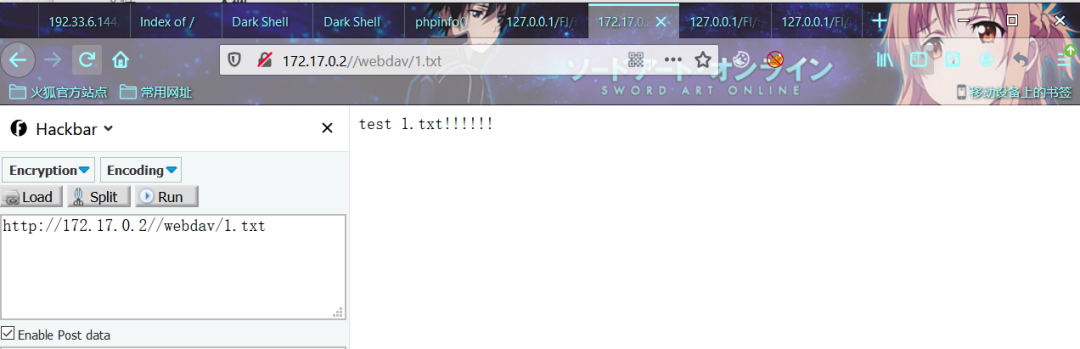 192.33.6.144
Index of /
Dark Shell
Dark Shell
phpinfo()
127.0.0.1/FJ/
172.17.0.
127.0.0.1/FI/
127.0.0.1/FI/
172.17.0.2//webdav/1.txt
ソードアート・オンライン
SWORD ART ONLINE
火狐官方站点
常用网址
移动设备上的书签
Hackbar
test 1.txt!!!!!!
Encryption
Encoding
Load
Split
Run
http://172.17.0.2//webdav/1.txt
Enable Post data